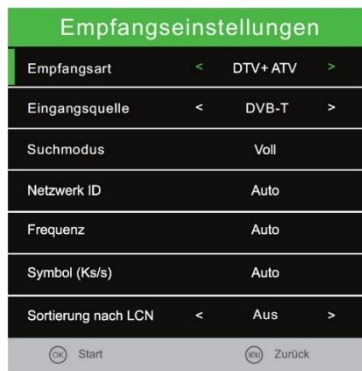 Empfangseinstellungen
Empfangsart < DTV+ ATV >
Eingangsquelle < DVB-T >
Suchmodus Voll
Netzwerk ID Auto
Frequenz Auto
Symbol (Ks/s) Auto
Sortierung nach LCN < Aus >
OK Start MENU Zurück